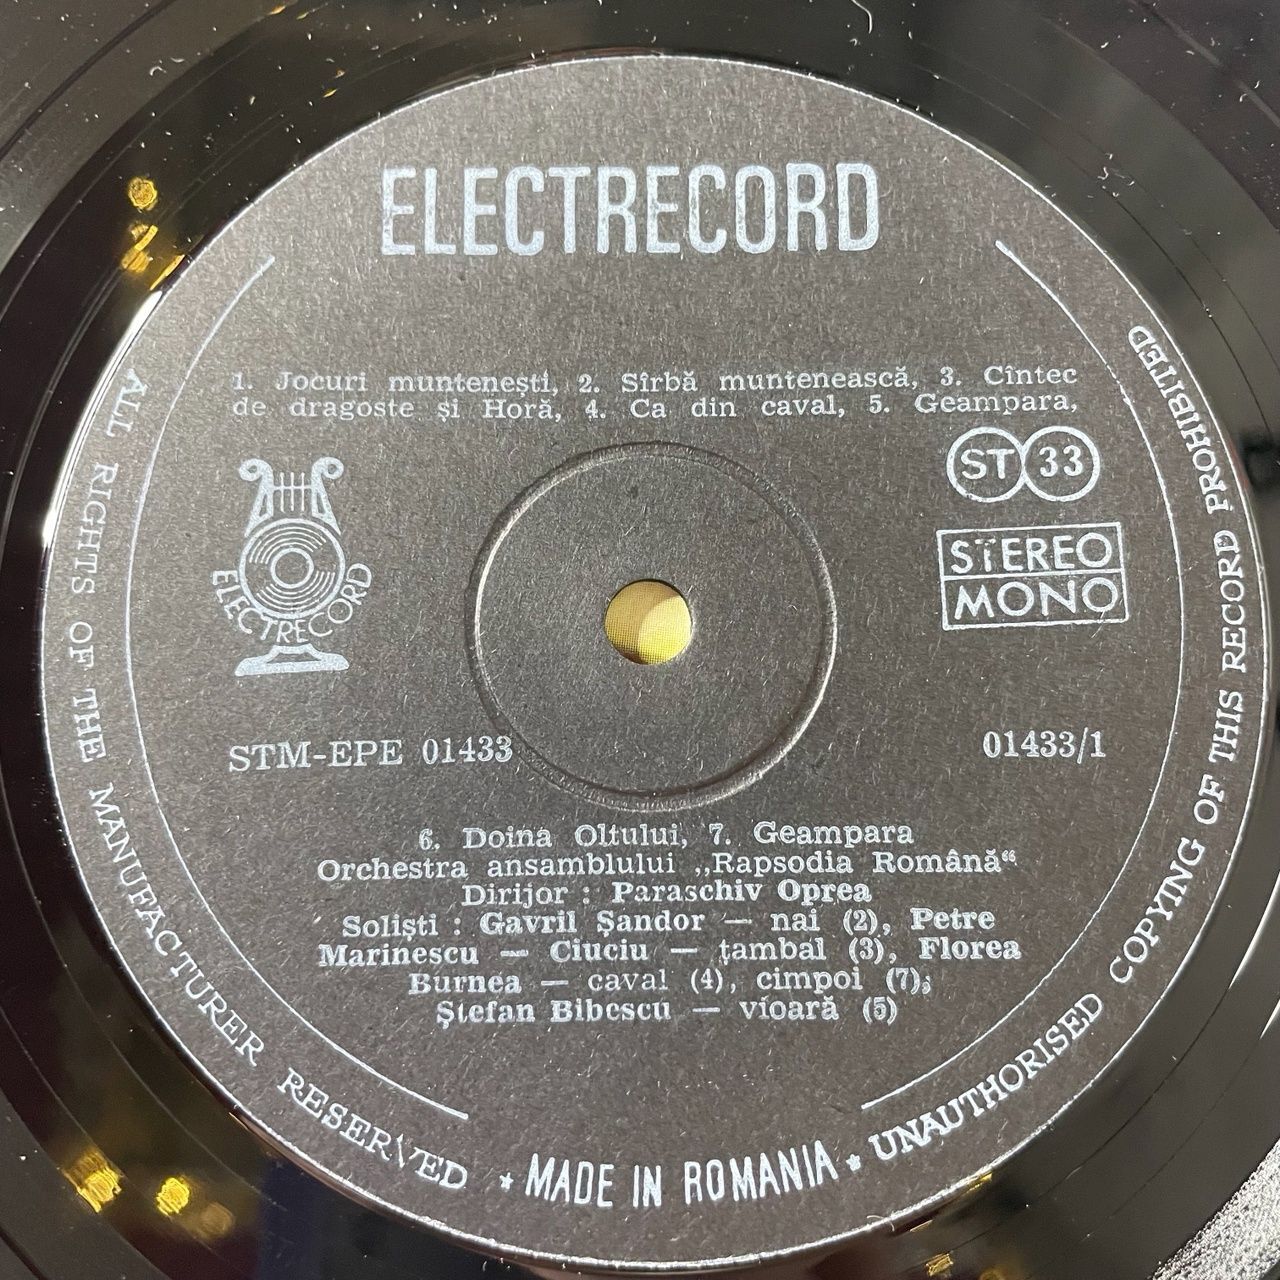 ELECTRECORD
1. Jocuri muntenești, 2. Sîrbă muntenească, 3. Cîntec
de dragoste și Horă, 4. Ca din caval, 5. Geampara,
ST 33
STEREO
MONO
ELECTRECORD
STM-EPE 01433
01433/1
6. Doina Oltului, 7. Geampara
Orchestra ansamblului „Rapsodia Română“
Dirijor : Paraschiv Oprea
Soliști : Gavril Șandor — nai (2), Petre
Marinescu — Ciuciu — țambal (3), Florea
Burnea — caval (4), cimpoi (7),
Ștefan Bibescu — vioară (5)
ALL RIGHTS OF THE MANUFACTURER RESERVED * MADE IN ROMANIA * UNAUTHORISED COPYING OF THIS RECORD PROHIBITED